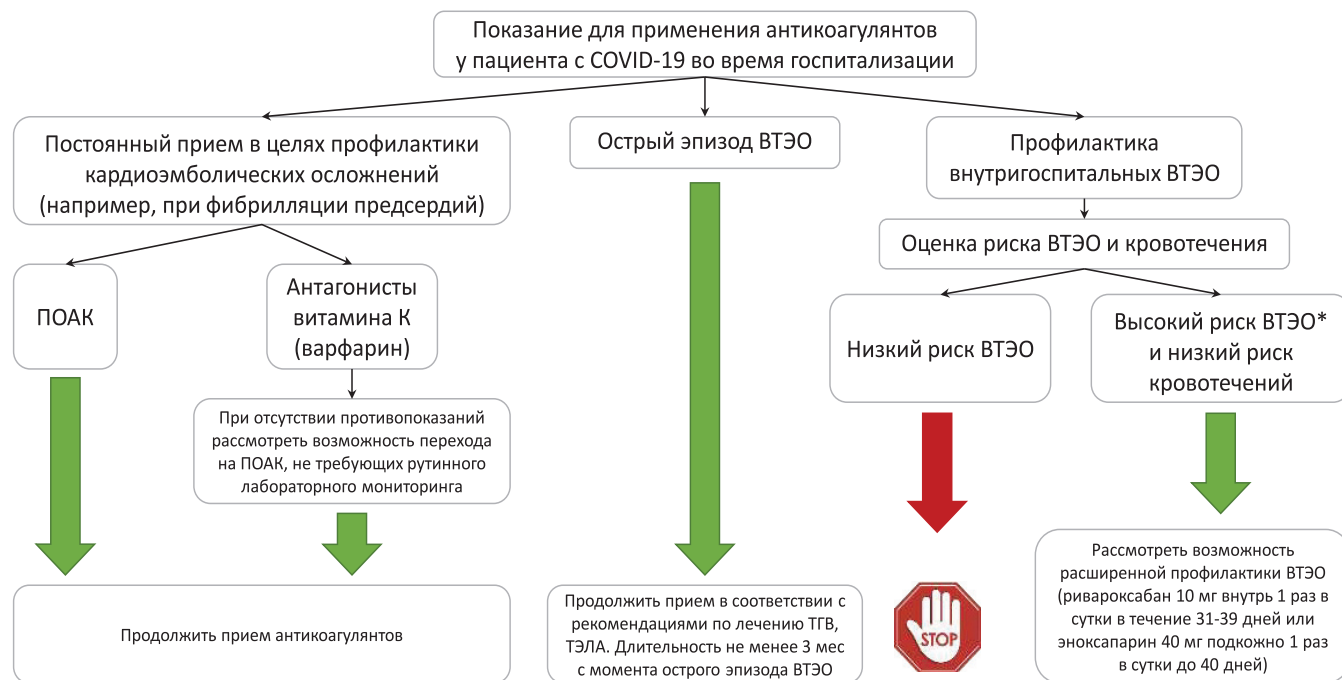 Показание для применения антикоагулянтов
у пациента с COVID-19 во время госпитализации
Постоянный прием в целях профилактики
кардиоэмболических осложнений
(например, при фибрилляции предсердий)
Острый эпизод ВТЭО
Профилактика
внутригоспитальных ВТЭО
Оценка риска ВТЭО и кровотечения
ПОАК
Антагонисты
витамина К
(варфарин)
Низкий риск ВТЭО
Высокий риск ВТЭО*
и низкий риск
кровотечений
При отсутствии противопоказаний
рассмотреть возможность перехода
на ПОАК, не требующих рутинного
лабораторного мониторинга
Продолжить прием антикоагулянтов
Продолжить прием в соответствии с
рекомендациями по лечению ТГВ,
ТЭЛА. Длительность не менее 3 мес
с момента острого эпизода ВТЭО
STOP
Рассмотреть возможность
расширенной профилактики ВТЭО
(ривароксабан 10 мг внутрь 1 раз в
сутки в течение 31-39 дней или
эноксапарин 40 мг подкожно 1 раз
в сутки до 40 дней)